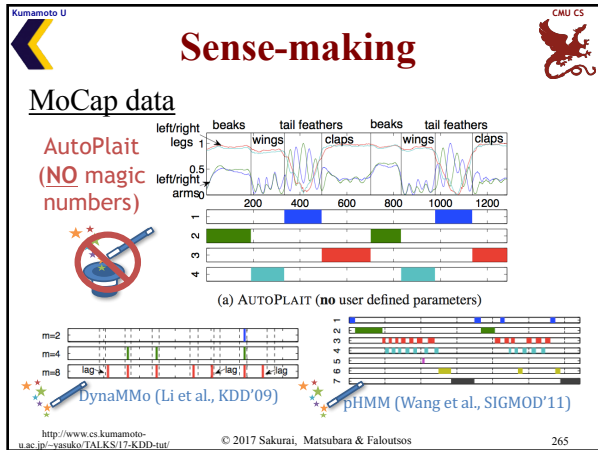 Kumamoto U
CMU CS
Sense-making
MoCap data
AutoPlait
(NO magic
numbers)
beaks
wings
tail feathers
claps
beaks
wings
tail feathers
claps
left/right
legs
1
0.5
left/right
arms
0
200 400 600 800 1000 1200
1
2
3
4
(a) AUTOPLAIT (no user defined parameters)
m=2
m=4
m=8
lag
lag
lag
DynaMMo (Li et al., KDD'09)
1
2
3
4
5
6
7
pHMM (Wang et al., SIGMOD'11)
http://www.cs.kumamoto-
u.ac.jp/~yasuko/TALKS/17-KDD-tut/
© 2017 Sakurai, Matsubara & Faloutsos
265